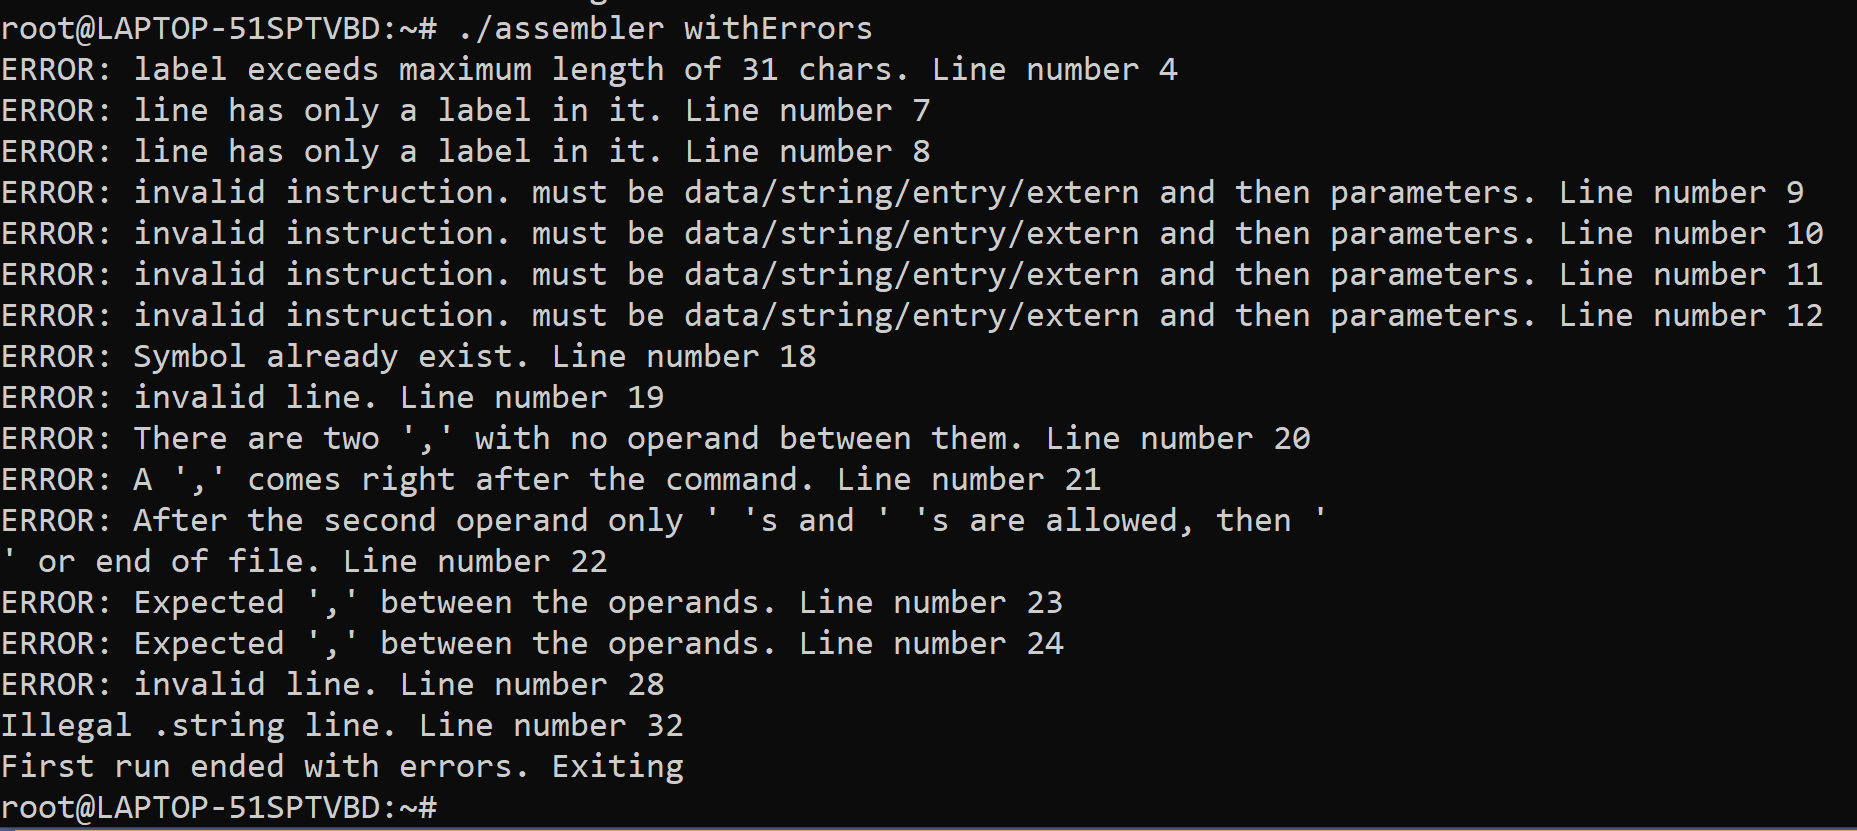 root@LAPTOP-51SPTVBD:~# ./assembler withErrors
ERROR: label exceeds maximum length of 31 chars. Line number 4
ERROR: line has only a label in it. Line number 7
ERROR: line has only a label in it. Line number 8
ERROR: invalid instruction. must be data/string/entry/extern and then parameters. Line number 9
ERROR: invalid instruction. must be data/string/entry/extern and then parameters. Line number 10
ERROR: invalid instruction. must be data/string/entry/extern and then parameters. Line number 11
ERROR: invalid instruction. must be data/string/entry/extern and then parameters. Line number 12
ERROR: Symbol already exist. Line number 18
ERROR: invalid line. Line number 19
ERROR: There are two ',' with no operand between them. Line number 20
ERROR: A ',' comes right after the command. Line number 21
ERROR: After the second operand only ' 's and ' 's are allowed, then '
' or end of file. Line number 22
ERROR: Expected ',' between the operands. Line number 23
ERROR: Expected ',' between the operands. Line number 24
ERROR: invalid line. Line number 28
Illegal .string line. Line number 32
First run ended with errors. Exiting
root@LAPTOP-51SPTVBD:~#